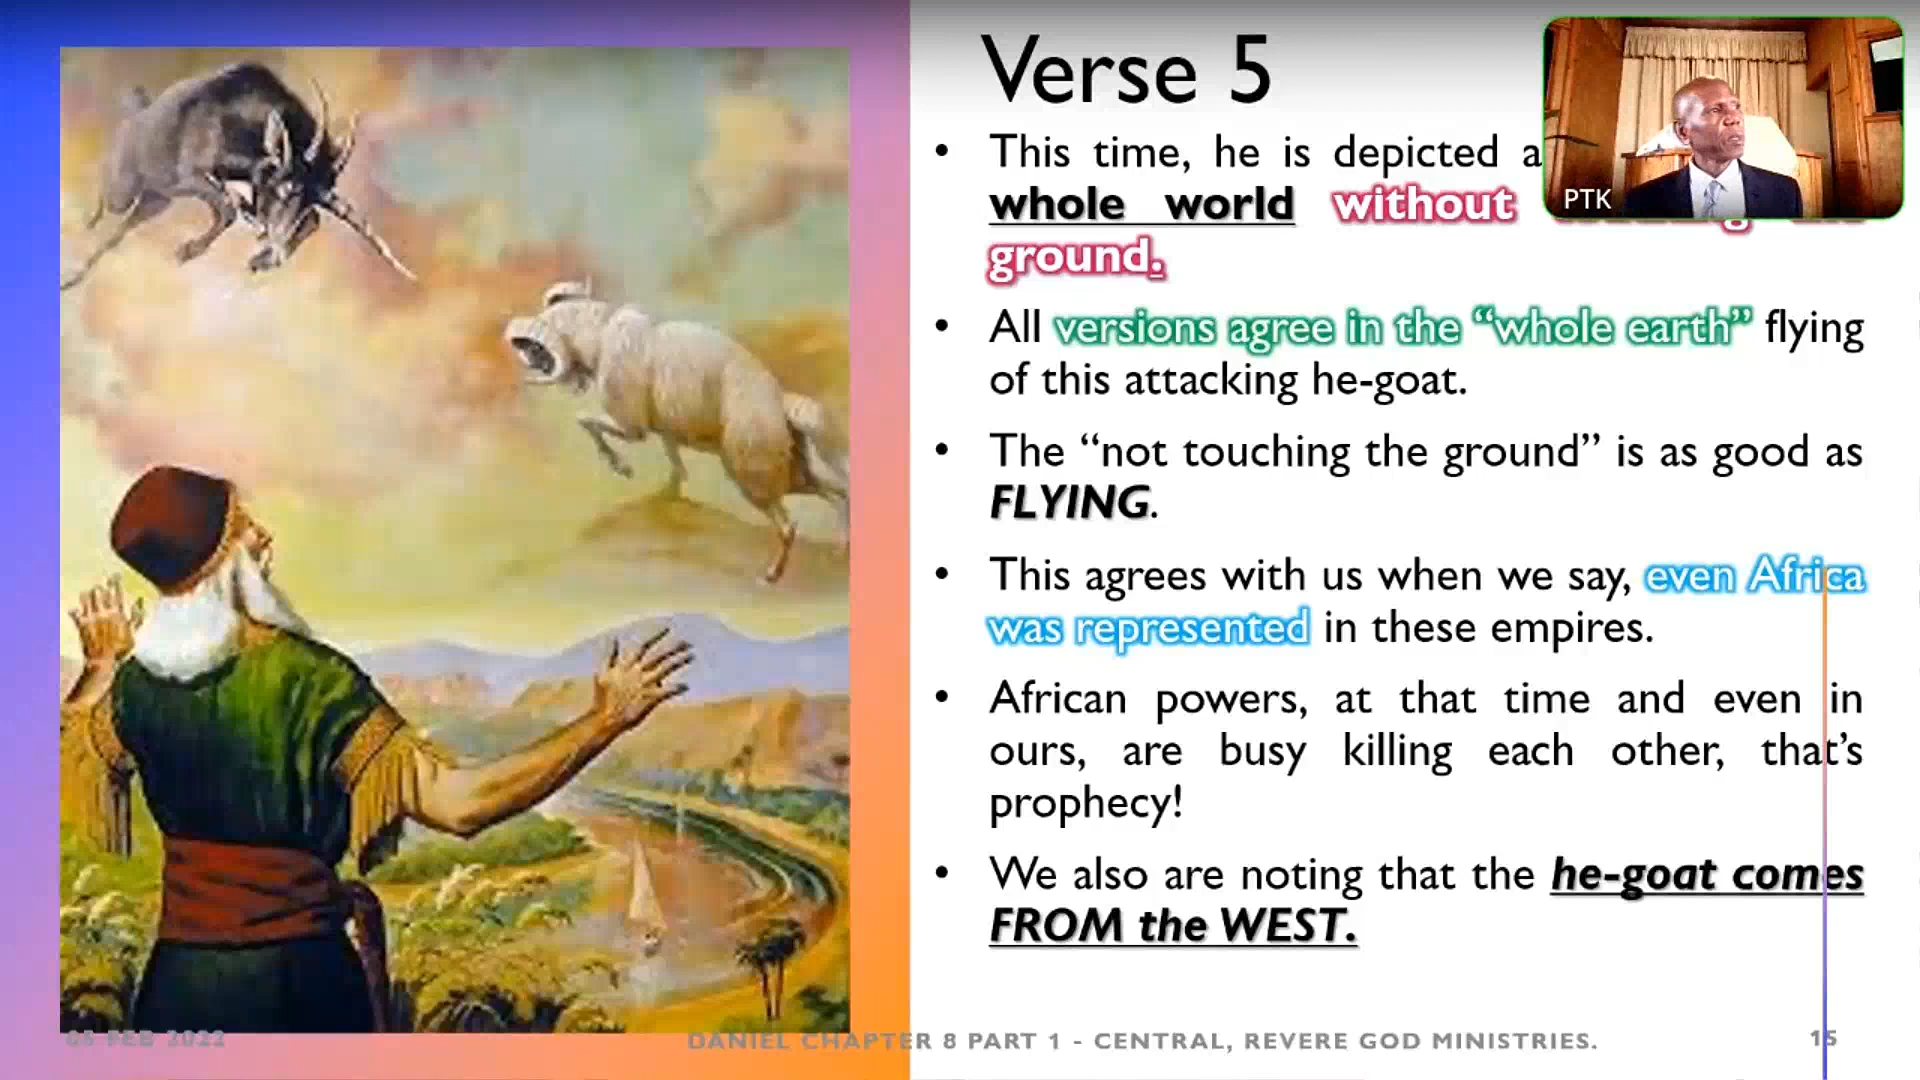 Verse 5
• This time, he is depicted
whole world without
ground.
• All versions agree in the “whole earth” flying
of this attacking he-goat.
• The “not touching the ground” is as good as
FLYING.
• This agrees with us when we say, even Africa
was represented in these empires.
• African powers, at that time and even in
ours, are busy killing each other, that’s
prophecy!
• We also are noting that the he-goat comes
FROM the WEST.
PTK
05 FEB 2022
DANIEL CHAPTER 8 PART 1 - CENTRAL, REVERE GOD MINISTRIES.
15